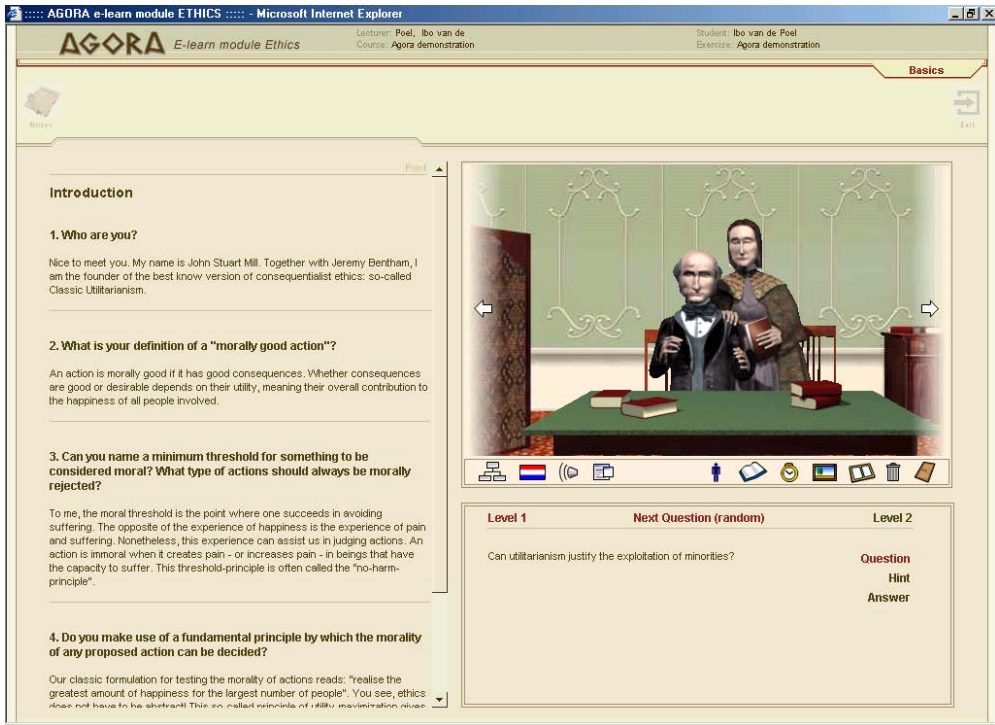 ::::: AGORA e-learn module ETHICS ::::: - Microsoft Internet Explorer
AGORA E-learn module Ethics
Lecturer: Poel, Ibo van de
Course: Agora demonstration
Student: Ibo van de Poel
Exercise: Agora demonstration
Basics
Notes
Exit
Print
Introduction
1. Who are you?
Nice to meet you. My name is John Stuart Mill. Together with Jeremy Bentham, I
am the founder of the best know version of consequentialist ethics: so-called
Classic Utilitarianism.
2. What is your definition of a "morally good action"?
An action is morally good if it has good consequences. Whether consequences
are good or desirable depends on their utility, meaning their overall contribution to
the happiness of all people involved.
3. Can you name a minimum threshold for something to be
considered moral? What type of actions should always be morally
rejected?
To me, the moral threshold is the point where one succeeds in avoiding
suffering. The opposite of the experience of happiness is the experience of pain
and suffering. Nonetheless, this experience can assist us in judging actions. An
action is immoral when it creates pain - or increases pain - in beings that have
the capacity to suffer. This threshold-principle is often called the "no-harm-
principle".
4. Do you make use of a fundamental principle by which the morality
of any proposed action can be decided?
Our classic formulation for testing the morality of actions reads: "realise the
greatest amount of happiness for the largest number of people". You see, ethics
does not have to be abstract! This so-called principle of utility maximization gives
Level 1
Next Question (random)
Level 2
Can utilitarianism justify the exploitation of minorities?
Question
Hint
Answer